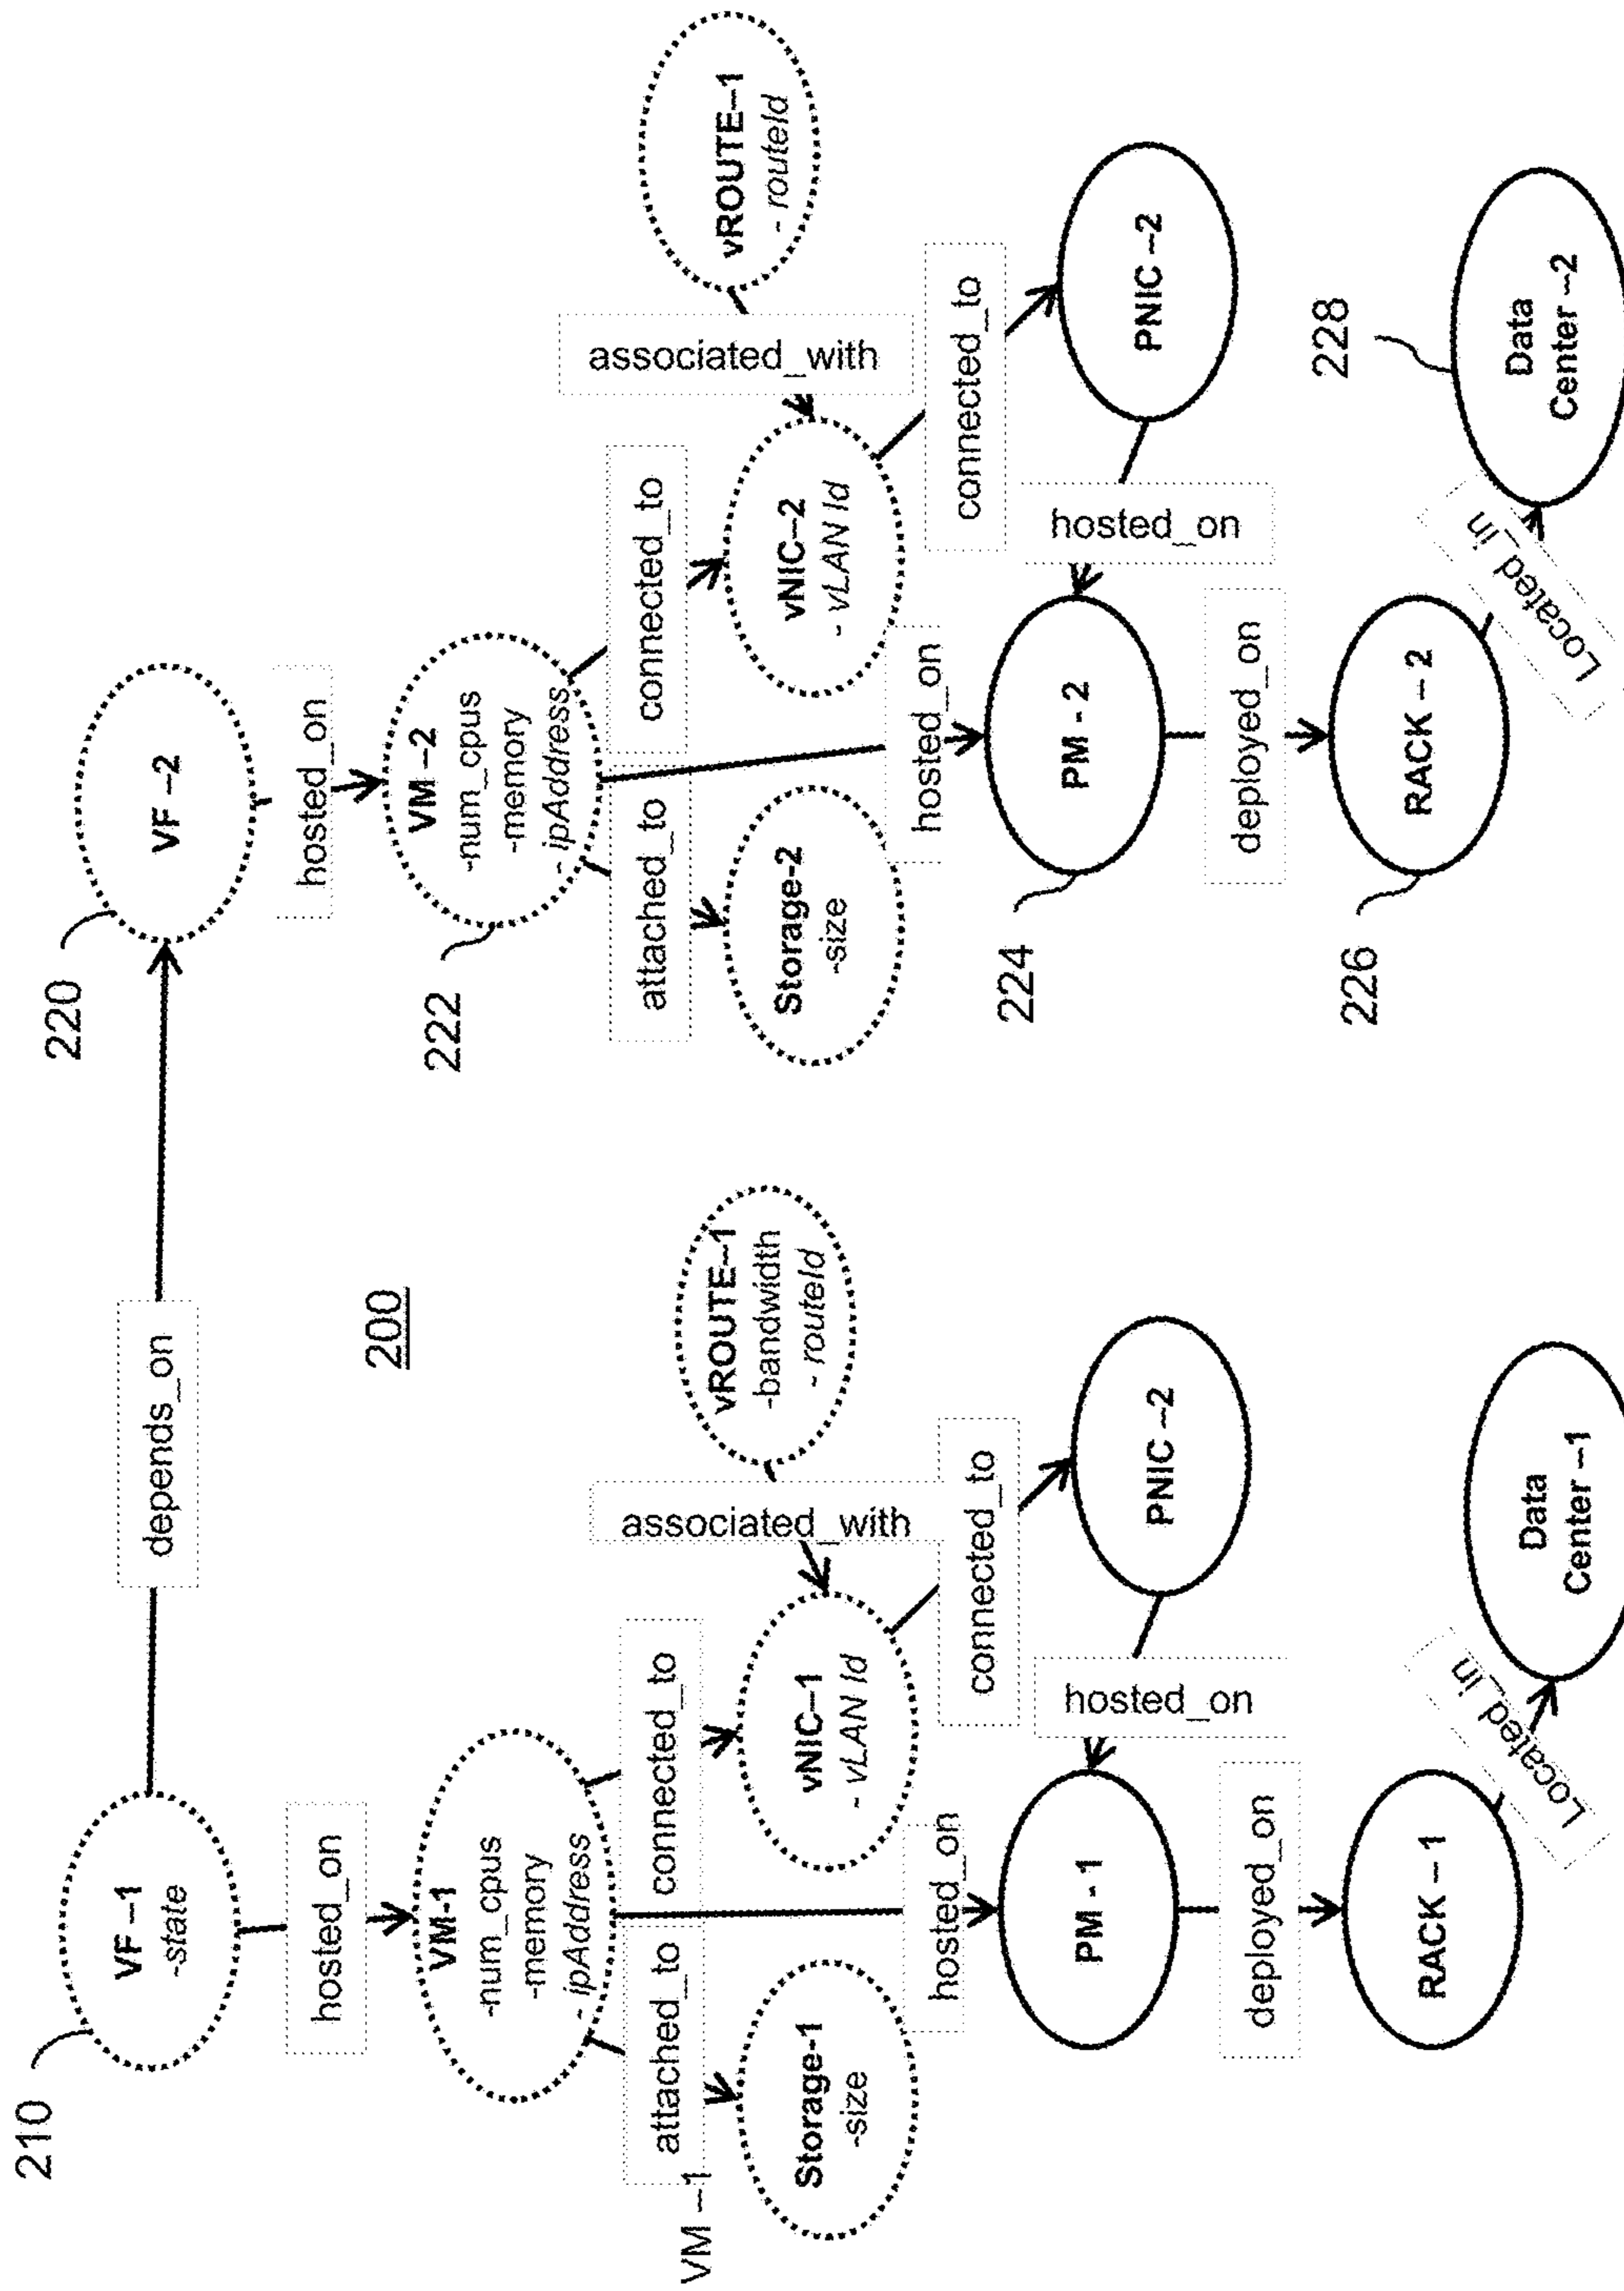 210
VF –1
-state
depends_on
220
VF –2
hosted_on
hosted_on
200
VM-1
-num_cpus
-memory
- ipAddress
222
VM –2
-num_cpus
-memory
- ipAddress
attached_to
connected_to
associated_with
vROUTE–1
-bandwidth
- routeId
attached_to
connected_to
associated_with
vROUTE–1
- routeId
VM –1
Storage-1
-size
vNIC–1
- vLAN Id
Storage-2
-size
vNIC–2
- vLAN Id
hosted_on
connected_to
hosted_on
connected_to
PM - 1
hosted_on
PNIC –2
224
PM - 2
hosted_on
PNIC –2
deployed_on
deployed_on
RACK – 1
Located_in
Data
Center –1
226
RACK – 2
Located_in
228
Data
Center –2